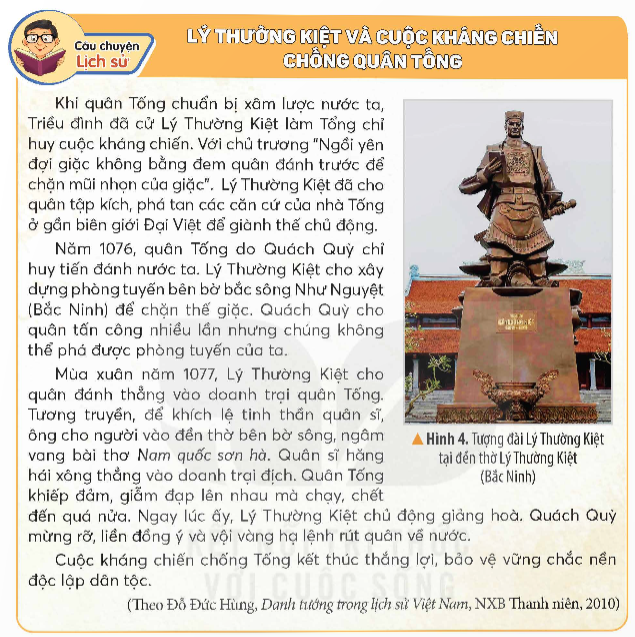 Câu chuyện
Lịch sử
LÝ THƯỜNG KIỆT VÀ CUỘC KHÁNG CHIẾN
CHỐNG QUÂN TỐNG
Khi quân Tống chuẩn bị xâm lược nước ta,
Triều đình đã cử Lý Thường Kiệt làm Tổng chỉ
huy cuộc kháng chiến. Với chủ trương “Ngồi yên
đợi giặc không bằng đem quân đánh trước để
chặn mũi nhọn của giặc”. Lý Thường Kiệt đã cho
quân tập kích, phá tan các căn cứ của nhà Tống
ở gần biên giới Đại Việt để giành thế chủ động.
Năm 1076, quân Tống do Quách Quỳ chỉ
huy tiến đánh nước ta. Lý Thường Kiệt cho xây
dựng phòng tuyến bên bờ bắc sông Như Nguyệt
(Bắc Ninh) để chặn thế giặc. Quách Quỳ cho
quân tấn công nhiều lần nhưng chúng không
thể phá được phòng tuyến của ta.
Mùa xuân năm 1077, Lý Thường Kiệt cho
quân đánh thẳng vào doanh trại quân Tống.
Tương truyền, để khích lệ tinh thần quân sĩ,
ông cho người vào đền thờ bên bờ sông, ngâm
vang bài thơ Nam quốc sơn hà. Quân sĩ hăng
hái xông thẳng vào doanh trại địch. Quân Tống
khiếp đảm, giẫm đạp lên nhau mà chạy, chết
đến quá nửa. Ngay lúc ấy, Lý Thường Kiệt chủ động giảng hoà. Quách Quỳ
mừng rỡ, liền đồng ý và vội vàng hạ lệnh rút quân về nước.
Cuộc kháng chiến chống Tống kết thúc thắng lợi, bảo vệ vững chắc nền
độc lập dân tộc.
(Theo Đỗ Đức Hùng, Danh tướng trong lịch sử Việt Nam, NXB Thanh niên, 2010)
▲ Hình 4. Tượng đài Lý Thường Kiệt
tại đền thờ Lý Thường Kiệt
(Bắc Ninh)
VỚI CUỘC SỐNG